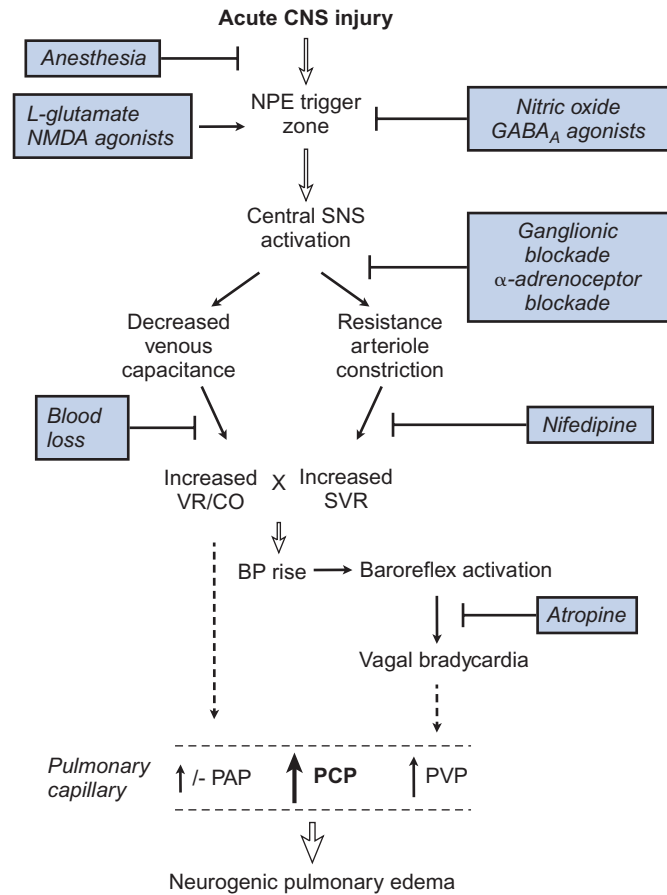 Acute CNS injury
Anesthesia
L-glutamate
NMDA agonists
NPE trigger
zone
Nitric oxide
GABA_A agonists
Central SNS
activation
Ganglionic
blockade
α-adrenoceptor
blockade
Decreased
venous
capacitance
Resistance
arteriole
constriction
Blood
loss
Nifedipine
Increased
VR/CO
X
Increased
SVR
BP rise
Baroreflex activation
Atropine
Vagal bradycardia
Pulmonary
capillary
↑/- PAP
↑ PCP
↑ PVP
Neurogenic pulmonary edema